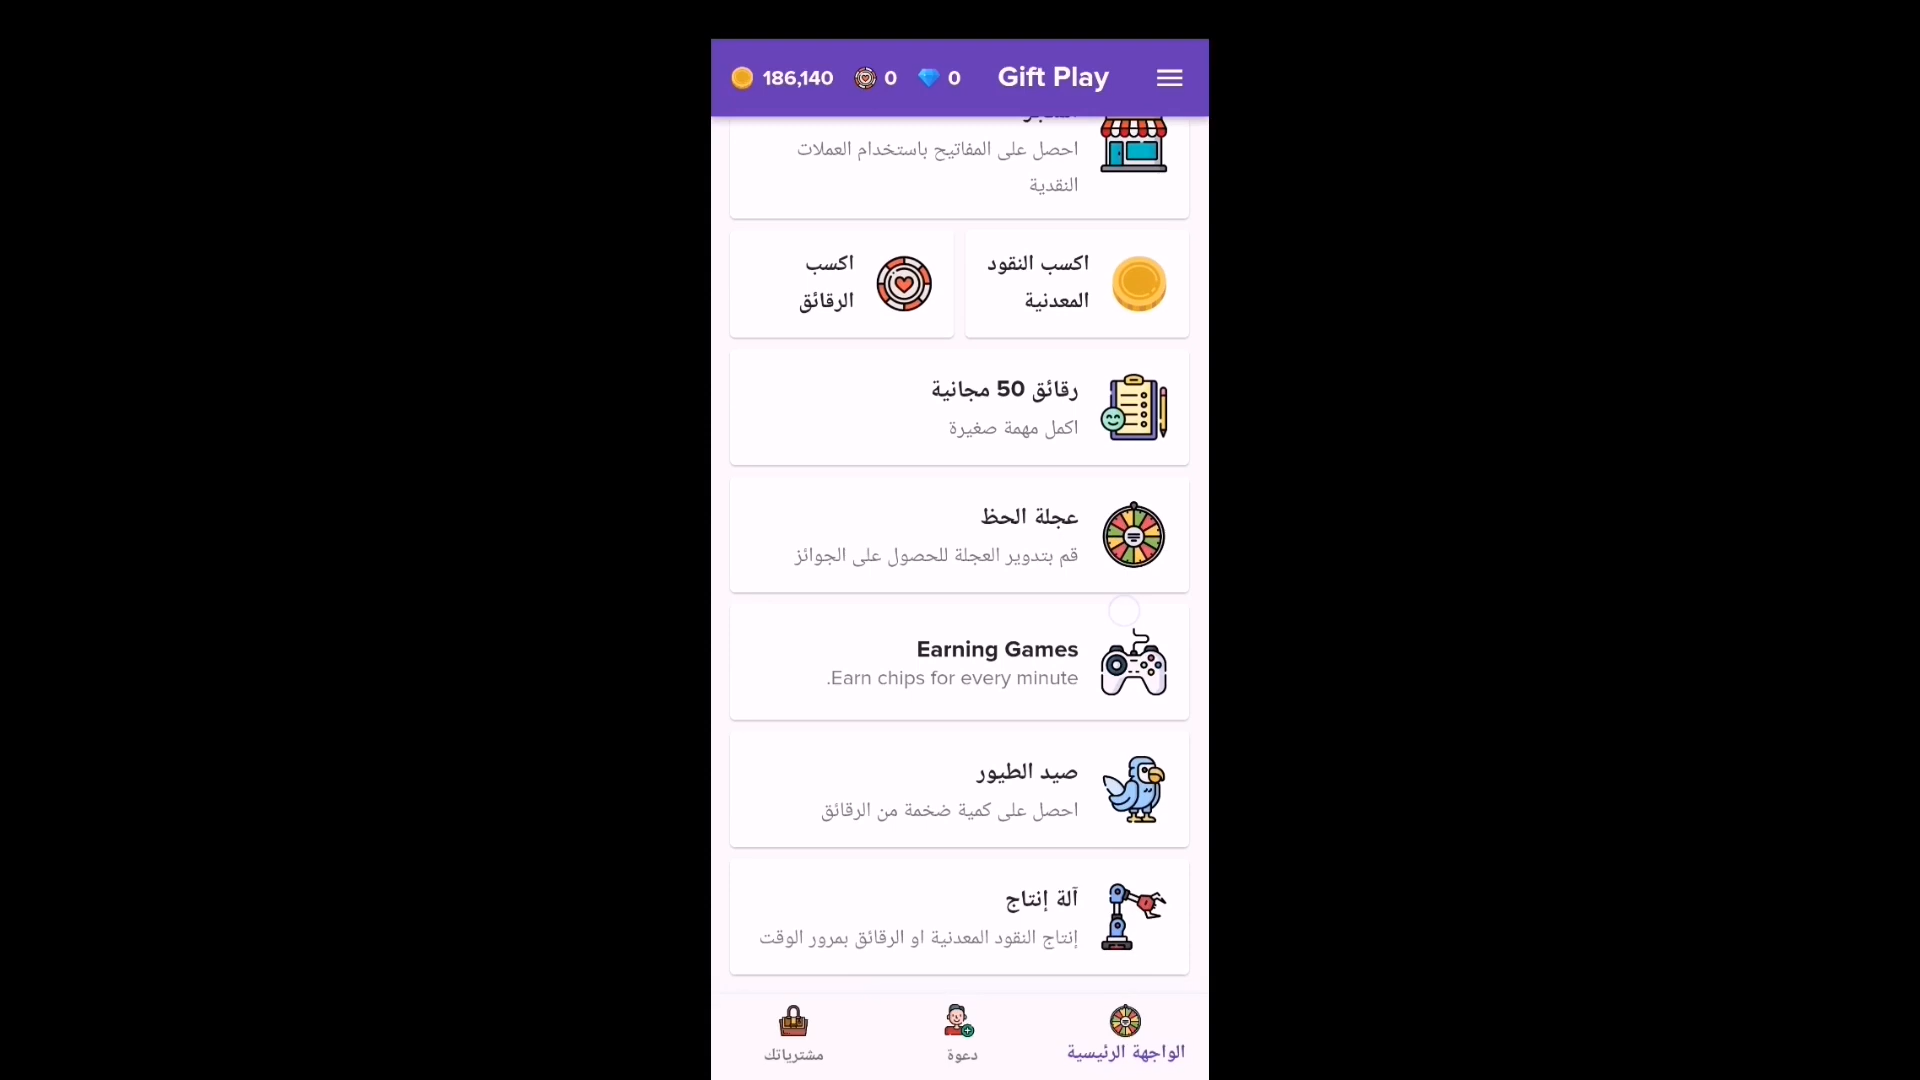 186,140 0 0 Gift Play
احصل على المفاتيح باستخدام العملات
النقدية
اكسب النقود
المعدنية
اكسب
الرقائق
رقائق 50 مجانية
اكمل مهمة صغيرة
عجلة الحظ
قم بتدوير العجلة للحصول على الجوائز
Earning Games
Earn chips for every minute.
صيد الطيور
احصل على كمية ضخمة من الرقائق
آلة إنتاج
إنتاج النقود المعدنية او الرقائق بمرور الوقت
الواجهة الرئيسية
دعوة
مشترياتك